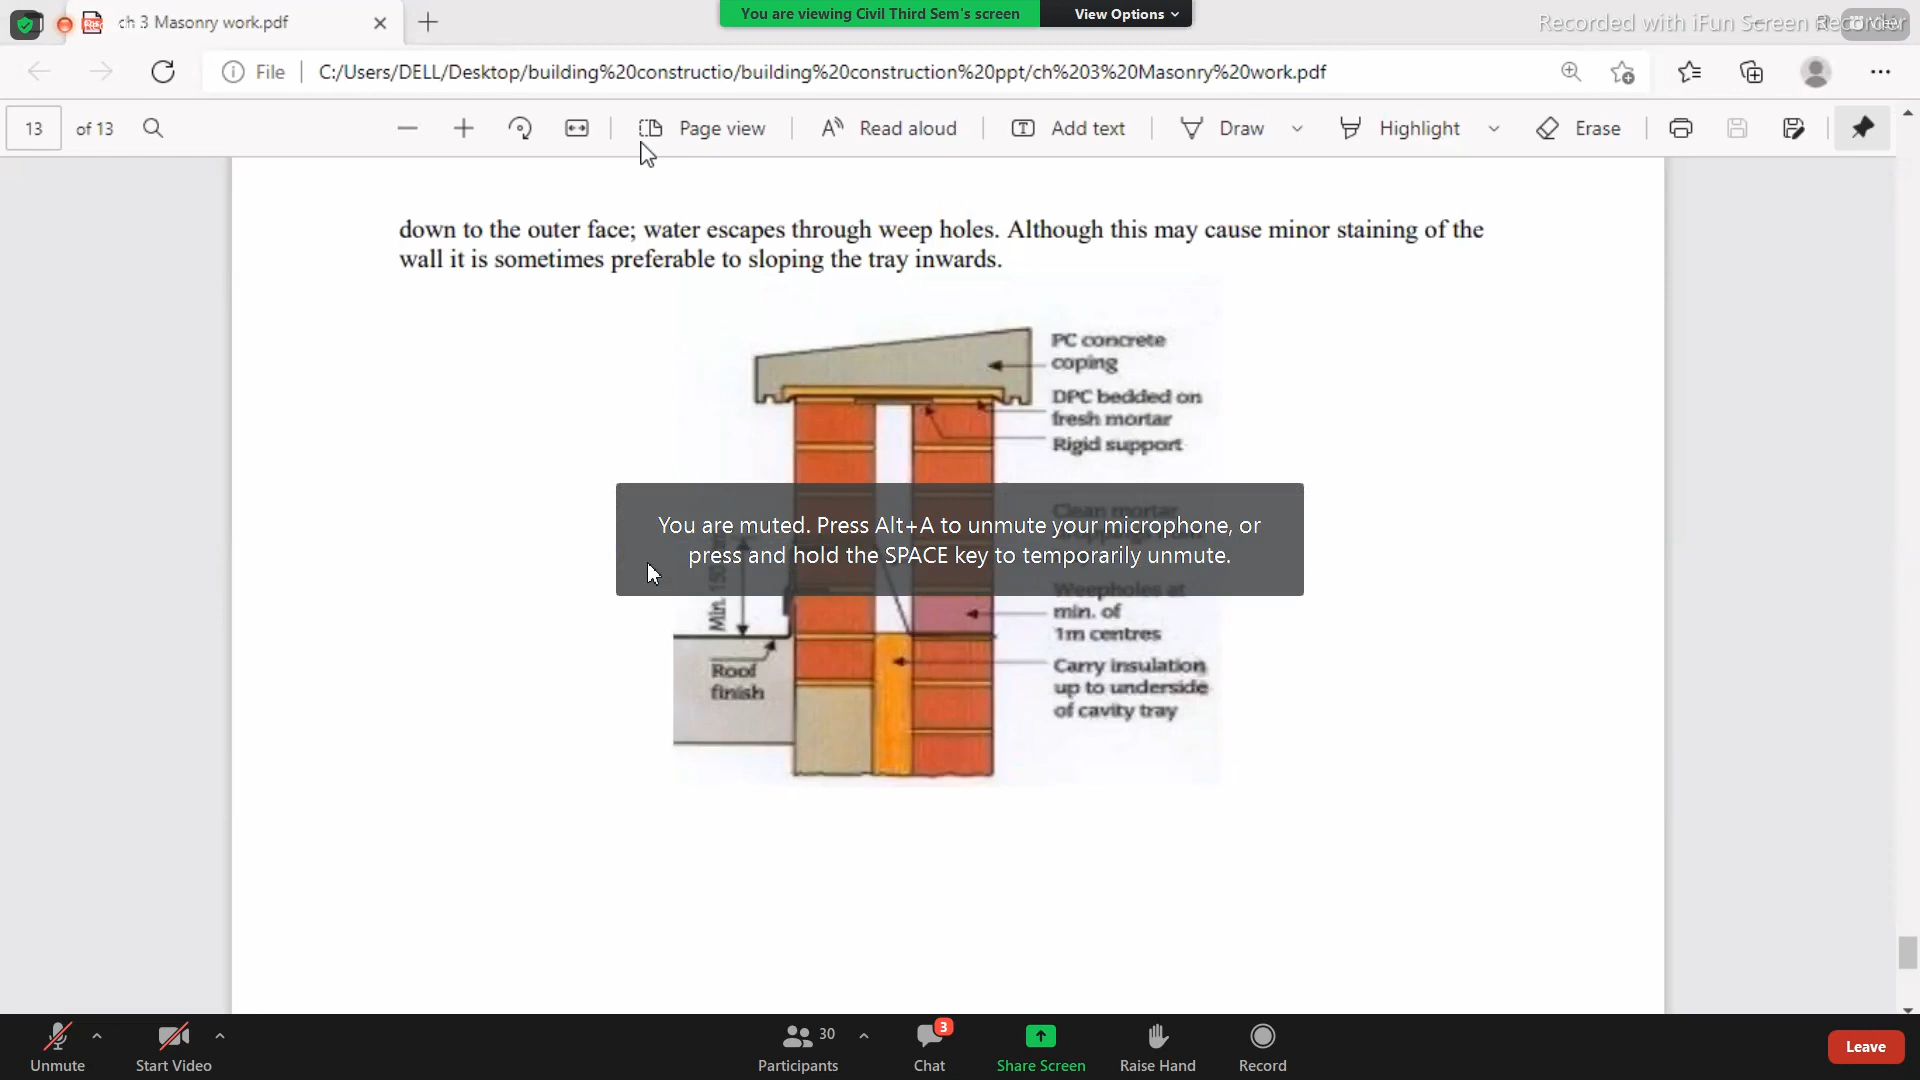 ch 3 Masonry work.pdf
You are viewing Civil Third Sem's screen
View Options
Recorded with iFun Screen Recorder
File
C:/Users/DELL/Desktop/building%20constructio/building%20construction%20ppt/ch%203%20Masonry%20work.pdf
13 of 13
Page view
Read aloud
Add text
Draw
Highlight
Erase
down to the outer face; water escapes through weep holes. Although this may cause minor staining of the
wall it is sometimes preferable to sloping the tray inwards.
PC concrete
coping
DPC bedded on
fresh mortar
Rigid support
Clean mortar
You are muted. Press Alt+A to unmute your microphone, or
press and hold the SPACE key to temporarily unmute.
Weepholes at
min. of
1m centres
Min. 150
Roof
finish
Carry insulation
up to underside
of cavity tray
Unmute
Start Video
30
Participants
3
Chat
Share Screen
Raise Hand
Record
Leave